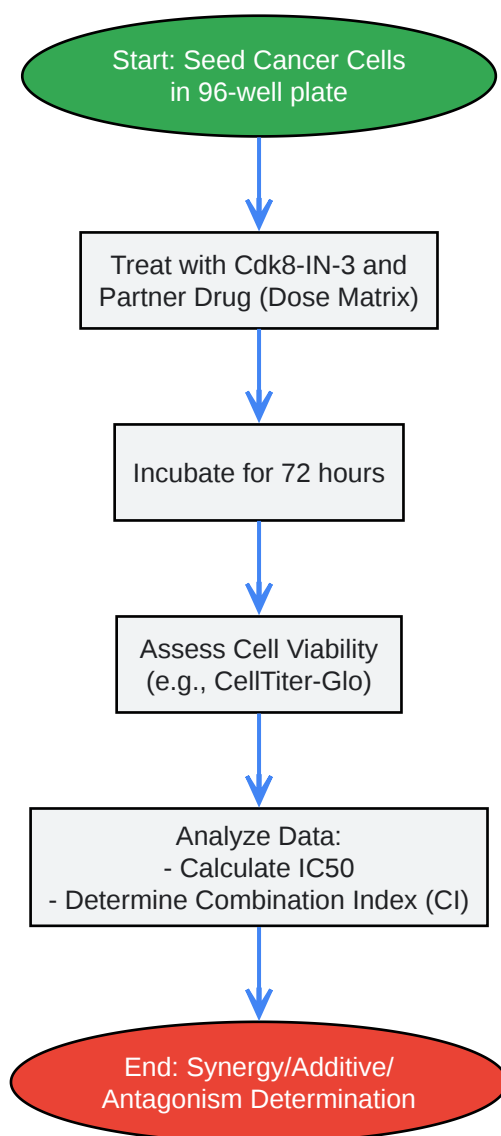 Start: Seed Cancer Cells
in 96-well plate
Treat with Cdk8-IN-3 and
Partner Drug (Dose Matrix)
Incubate for 72 hours
Assess Cell Viability
(e.g., CellTiter-Glo)
Analyze Data:
- Calculate IC50
- Determine Combination Index (CI)
End: Synergy/Additive/
Antagonism Determination